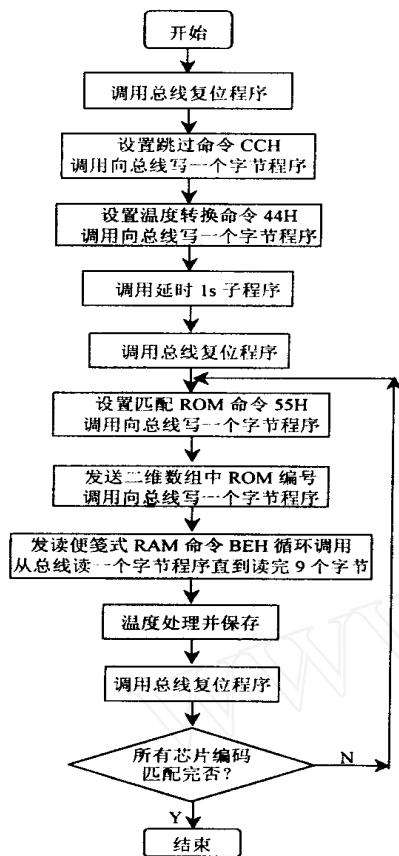 开始
调用总线复位程序
设置跳过命令 CCH
调用向总线写一个字节程序
设置温度转换命令 44H
调用向总线写一个字节程序
调用延时 1s 子程序
调用总线复位程序
设置匹配 ROM 命令 55H
调用向总线写一个字节程序
发送二维数组中 ROM 编号
调用向总线写一个字节程序
发读便笺式 RAM 命令 BEH 循环调用
从总线读一个字节程序直到读完 9 个字节
温度处理并保存
调用总线复位程序
所有芯片编码
匹配完否?
N
Y
结束